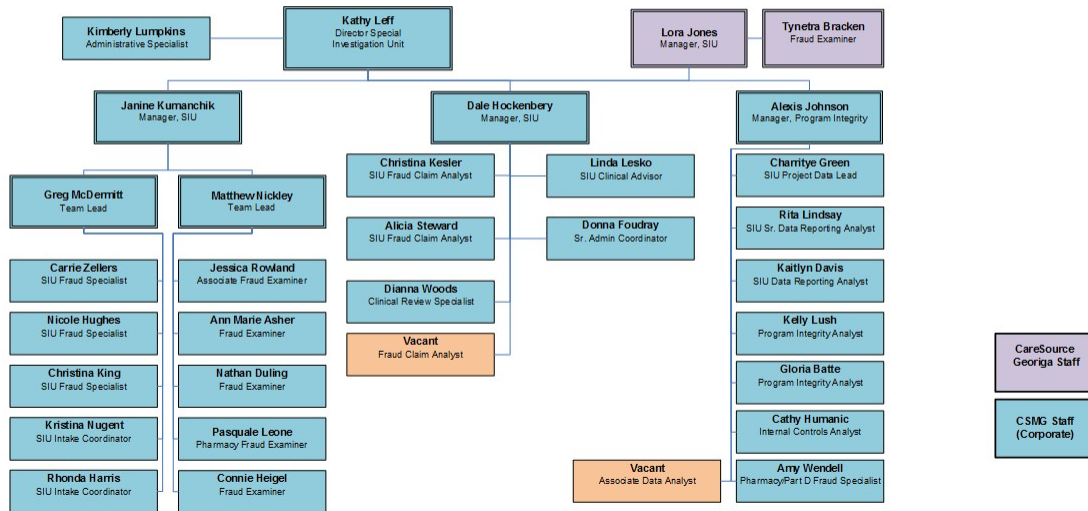 Kimberly Lumpkins
Administrative Specialist
Kathy Leff
Director Special
Investigation Unit
Lora Jones
Manager, SIU
Tynetra Bracken
Fraud Examiner
Janine Kumanchik
Manager, SIU
Dale Hockenbery
Manager, SIU
Alexis Johnson
Manager, Program Integrity
Greg McDermitt
Team Lead
Matthew Nickley
Team Lead
Carrie Zellers
SIU Fraud Specialist
Nicole Hughes
SIU Fraud Specialist
Christina King
SIU Fraud Specialist
Kristina Nugent
SIU Intake Coordinator
Rhonda Harris
SIU Intake Coordinator
Jessica Rowland
Associate Fraud Examiner
Ann Marie Asher
Fraud Examiner
Nathan Duling
Fraud Examiner
Pasquale Leone
Pharmacy Fraud Examiner
Connie Heigel
Fraud Examiner
Christina Kesler
SIU Fraud Claim Analyst
Alicia Steward
SIU Fraud Claim Analyst
Dianna Woods
Clinical Review Specialist
Vacant
Fraud Claim Analyst
Linda Lesko
SIU Clinical Advisor
Donna Foudray
Sr. Admin Coordinator
Charritye Green
SIU Project Data Lead
Rita Lindsay
SIU Sr. Data Reporting Analyst
Kaitlyn Davis
SIU Data Reporting Analyst
Kelly Lush
Program Integrity Analyst
Gloria Batte
Program Integrity Analyst
Cathy Humanic
Internal Controls Analyst
Vacant
Associate Data Analyst
Amy Wendell
Pharmacy/Part D Fraud Specialist
CareSource
Georiga Staff
CSMG Staff
(Corporate)